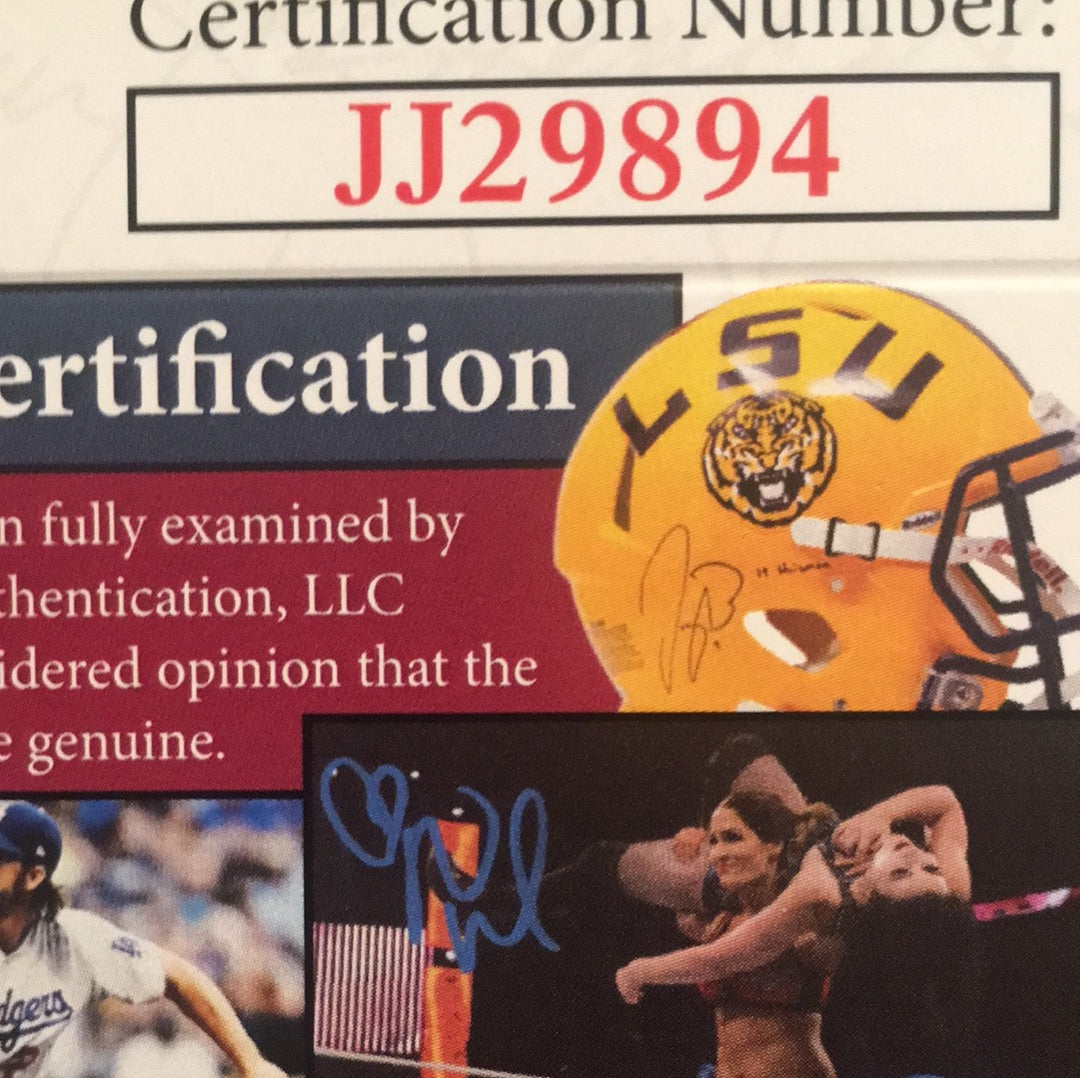 Certification Number:
JJ29894
ertification
LSU
n fully examined by
thentication, LLC
idered opinion that the
e genuine.
dgers